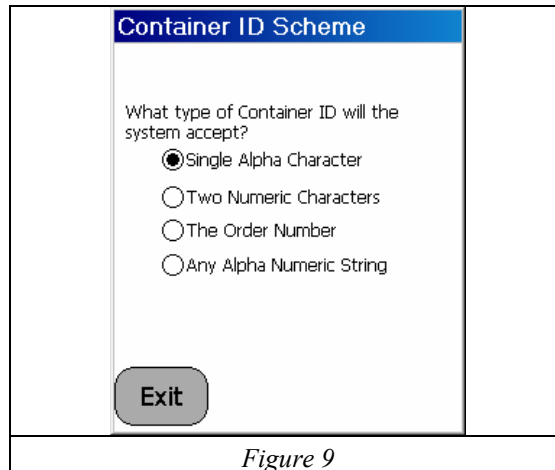 Container ID Scheme
What type of Container ID will the
system accept?
Single Alpha Character
Two Numeric Characters
The Order Number
Any Alpha Numeric String
Exit
Figure 9